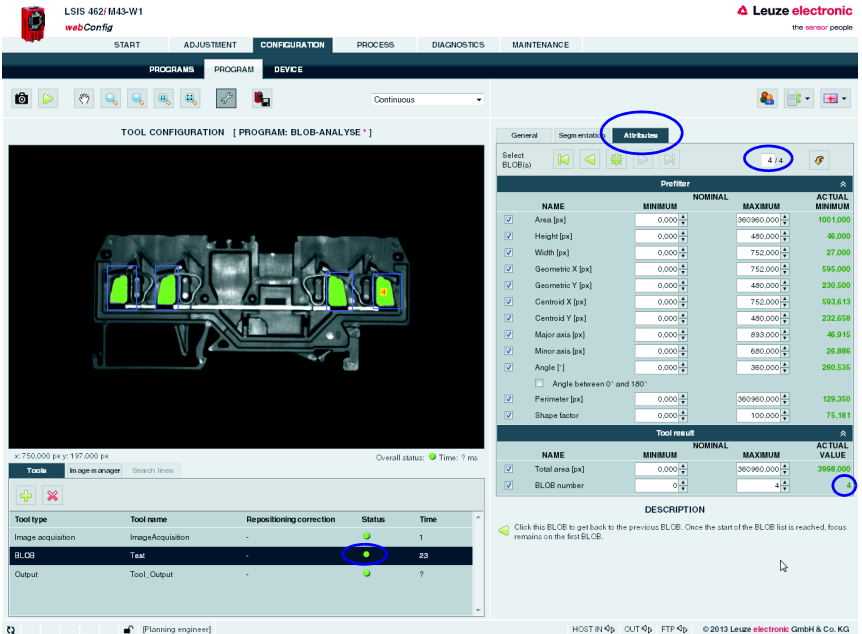 LSIS 462i M43-W1
webConfig
Leuze electronic
the sensor people
START ADJUSTMENT CONFIGURATION PROCESS DIAGNOSTICS MAINTENANCE
PROGRAMS PROGRAM DEVICE
Continuous
TOOL CONFIGURATION [ PROGRAM: BLOB-ANALYSE * ]
General Segmentation Attributes
Select BLOB(s) 4 / 4
Prefilter
NOMINAL ACTUAL
NAME MINIMUM MAXIMUM MINIMUM
Area [px] 0,000 360960,000 1001,000
Height [px] 0,000 480,000 46,000
Width [px] 0,000 752,000 27,000
Geometric X [px] 0,000 752,000 595,000
Geometric Y [px] 0,000 480,000 230,500
Centroid X [px] 0,000 752,000 593,613
Centroid Y [px] 0,000 480,000 232,658
Major axis [px] 0,000 893,000 46,915
Minor axis [px] 0,000 680,000 26,886
Angle [°] 0,000 360,000 280,535
Angle between 0° and 180°
Perimeter [px] 0,000 360960,000 129,350
Shape factor 0,000 100,000 75,181
Tool result
NOMINAL ACTUAL
NAME MINIMUM MAXIMUM VALUE
Total area [px] 0,000 360960,000 3998,000
BLOB number 0 4 4
DESCRIPTION
Click this BLOB to get back to the previous BLOB. Once the start of the BLOB list is reached, focus
remains on the first BLOB.
4
x: 750,000 px y: 197,000 px
Overall status: Time: ? ms
Tools Image manager Search lines
Tool type Tool name Repositioning correction Status Time
Image acquisition ImageAcquisition - 1
BLOB Test - 23
Output Tool_Output - ?
[Planning engineer]
HOST IN OUT FTP © 2013 Leuze electronic GmbH & Co. KG